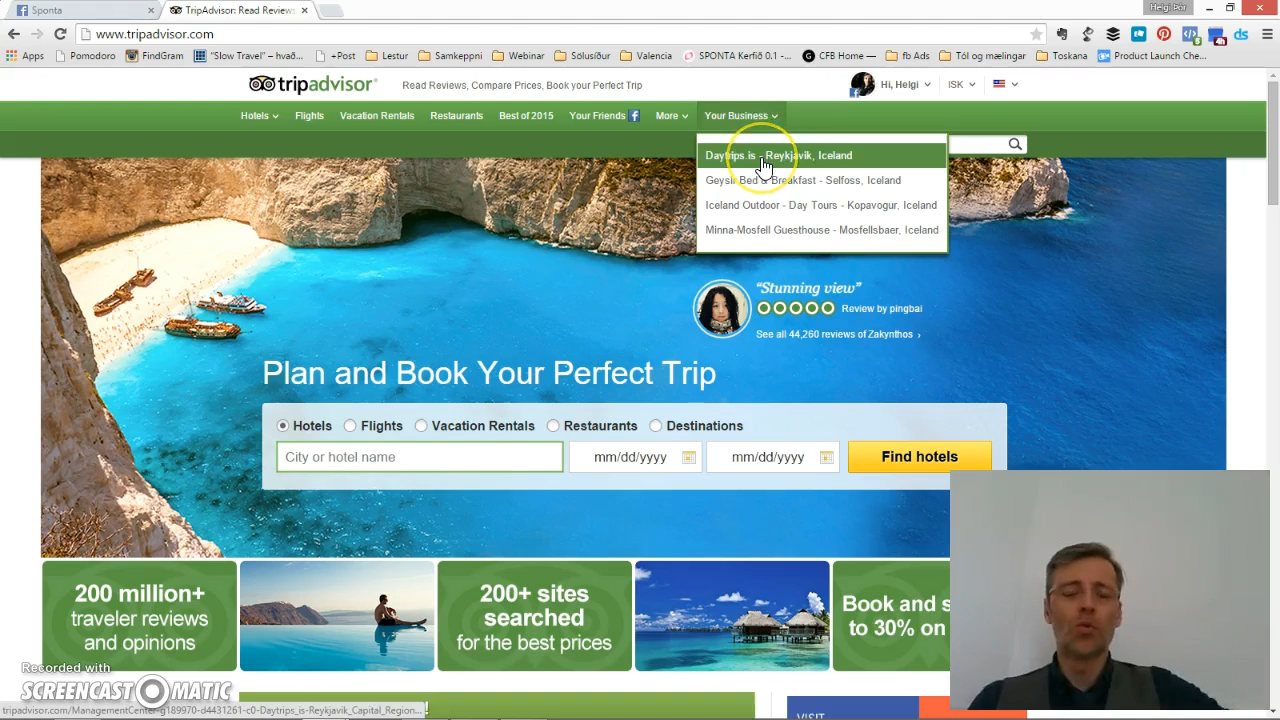 Sponta
TripAdvisor: Read Reviews
Helgi Þór
www.tripadvisor.com
Apps
Pomodoro
FindGram
"Slow Travel" - hvað...
+Post
Lestur
Samkeppni
Webinar
Sölusíður
Valencia
SPONTA Kerfið 0.1 -...
CFB Home —
fb Ads
Tól og mælingar
Toskana
Product Launch Che...
tripadvisor
Read Reviews, Compare Prices, Book your Perfect Trip
Hi, Helgi
ISK
Hotels
Flights
Vacation Rentals
Restaurants
Best of 2015
Your Friends
More
Your Business
Daytrips is - Reykjavik, Iceland
Geysir Bed & Breakfast - Selfoss, Iceland
Iceland Outdoor - Day Tours - Kopavogur, Iceland
Minna-Mosfell Guesthouse - Mosfellsbaer, Iceland
"Stunning view"
Review by pingbai
See all 44,260 reviews of Zakynthos ›
Plan and Book Your Perfect Trip
Hotels
Flights
Vacation Rentals
Restaurants
Destinations
City or hotel name
mm/dd/yyyy
mm/dd/yyyy
Find hotels
200 million+
traveler reviews
and opinions
200+ sites
searched
for the best prices
Book and s
to 30% on
Recorded with
SCREENCAST MATIC
tripadvisor.com/ManagementCenter-g189970-d4431261-c0-Daytrips_is-Reykjavik_Capital_Region...
VISIT